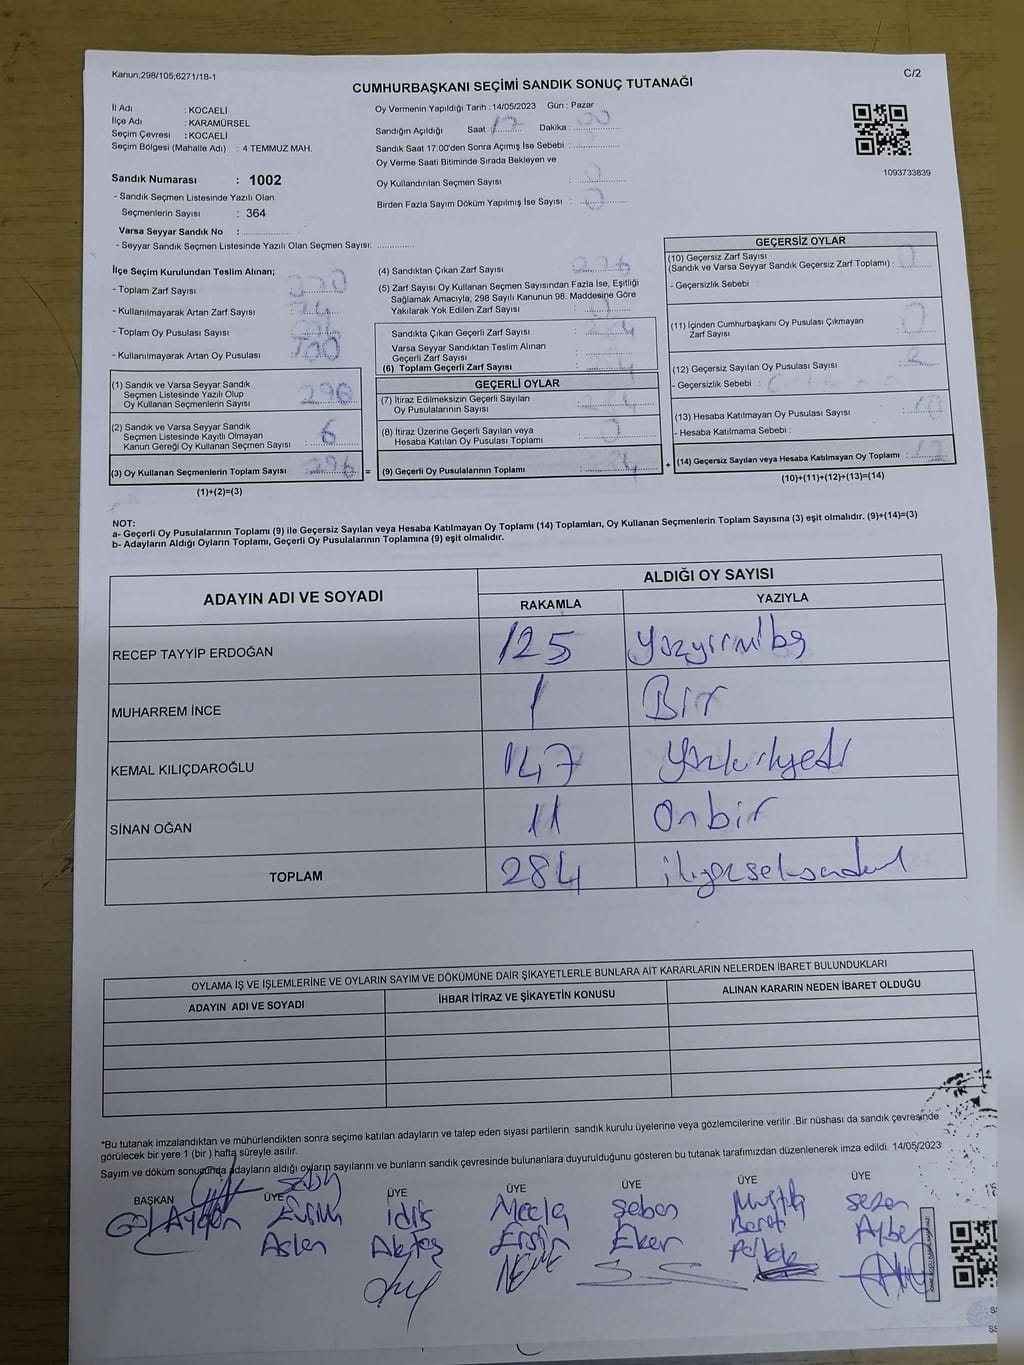 Kanun,298/105,6271/18-1
C/2
CUMHURBAŞKANI SEÇİMİ SANDIK SONUÇ TUTANAĞI
İl Adı : KOCAELİ
İlçe Adı : KARAMÜRSEL
Seçim Çevresi : KOCAELİ
Seçim Bölgesi (Mahalle Adı) : 4 TEMMUZ MAH.
Sandık Numarası : 1002
- Sandık Seçmen Listesinde Yazılı Olan
Seçmenlerin Sayısı : 364
Varsa Seyyar Sandık No :
- Seyyar Sandık Seçmen Listesinde Yazılı Olan Seçmen Sayısı:
Oy Vermenin Yapıldığı Tarih : 14/05/2023 Gün : Pazar
Sandığın Açıldığı Saat 17 Dakika : 00
Sandık Saat 17:00'den Sonra Açımış İse Sebebi :
Oy Verme Saati Bitiminde Sırada Bekleyen ve
Oy Kullandırılan Seçmen Sayısı : 0
Birden Fazla Sayım Döküm Yapılmış İse Sayısı : 0
1093733839
İlçe Seçim Kurulundan Teslim Alınan;
- Toplam Zarf Sayısı :
- Kullanılmayarak Artan Zarf Sayısı : 74
- Toplam Oy Pusulası Sayısı :
- Kullanılmayarak Artan Oy Pusulası :
(1) Sandık ve Varsa Seyyar Sandık
Seçmen Listesinde Yazılı Olup
Oy Kullanan Seçmenlerin Sayısı : 290
(2) Sandık ve Varsa Seyyar Sandık
Seçmen Listesinde Kayıtlı Olmayan
Kanun Gereği Oy Kullanan Seçmen Sayısı : 6
(3) Oy Kullanan Seçmenlerin Toplam Sayısı : 296 =
(1)+(2)=(3)
(4) Sandıktan Çıkan Zarf Sayısı : 296
(5) Zarf Sayısı Oy Kullanan Seçmen Sayısından Fazla İse, Eşitliği
Sağlamak Amacıyla; 298 Sayılı Kanunun 98. Maddesine Göre
Yakılarak Yok Edilen Zarf Sayısı : 0
Sandıkta Çıkan Geçerli Zarf Sayısı : 284
Varsa Seyyar Sandıktan Teslim Alınan
Geçerli Zarf Sayısı :
(6) Toplam Geçerli Zarf Sayısı :
GEÇERLİ OYLAR
(7) İtiraz Edilmeksizin Geçerli Sayılan
Oy Pusulalarının Sayısı : 284
(8) İtiraz Üzerine Geçerli Sayılan veya
Hesaba Katılan Oy Pusulası Toplamı : 0
(9) Geçerli Oy Pusulalarının Toplamı : 284 +
GEÇERSİZ OYLAR
(10) Geçersiz Zarf Sayısı
(Sandık ve Varsa Seyyar Sandık Geçersiz Zarf Toplamı) : 0
- Geçersizlik Sebebi :
(11) İçinden Cumhurbaşkanı Oy Pusulası Çıkmayan
Zarf Sayısı : 0
(12) Geçersiz Sayılan Oy Pusulası Sayısı : 2
- Geçersizlik Sebebi :
(13) Hesaba Katılmayan Oy Pusulası Sayısı : 10
- Hesaba Katılmama Sebebi :
(14) Geçersiz Sayılan veya Hesaba Katılmayan Oy Toplamı : 12
(10)+(11)+(12)+(13)=(14)
NOT:
a- Geçerli Oy Pusulalarının Toplamı (9) ile Geçersiz Sayılan veya Hesaba Katılmayan Oy Toplamı (14) Toplamları, Oy Kullanan Seçmenlerin Toplam Sayısına (3) eşit olmalıdır. (9)+(14)=(3)
b- Adayların Aldığı Oyların Toplamı, Geçerli Oy Pusulalarının Toplamına (9) eşit olmalıdır.
ADAYIN ADI VE SOYADI
ALDIĞI OY SAYISI
RAKAMLA YAZIYLA
RECEP TAYYİP ERDOĞAN 125 Yüzyirmibeş
MUHARREM İNCE 1 Bir
KEMAL KILIÇDAROĞLU 147 Yüzkırkyedi
SİNAN OĞAN 11 Onbir
TOPLAM 284 ikiyüzseksendört
OYLAMA İŞ VE İŞLEMLERİNE VE OYLARIN SAYIM VE DÖKÜMÜNE DAİR ŞİKAYETLERLE BUNLARA AİT KARARLARIN NELERDEN İBARET BULUNDUKLARI
ADAYIN ADI VE SOYADI İHBAR İTİRAZ VE ŞİKAYETİN KONUSU ALINAN KARARIN NEDEN İBARET OLDUĞU
*Bu tutanak imzalandıktan ve mühürlendikten sonra seçime katılan adayların ve talep eden siyasi partilerin sandık kurulu üyelerine veya gözlemcilerine verilir .Bir nüshası da sandık çevresinde
görülecek bir yere 1 (bir ) hafta süreyle asılır.
Sayım ve döküm sonucunda adayların aldığı oyların sayılarını ve bunların sandık çevresinde bulunanlara duyurulduğunu gösteren bu tutanak tarafımızdan düzenlenerek imza edildi. 14/05/2023
BAŞKAN ÜYE ÜYE ÜYE ÜYE ÜYE ÜYE
idris Şeben Sezen
Aslan Ersin Eker